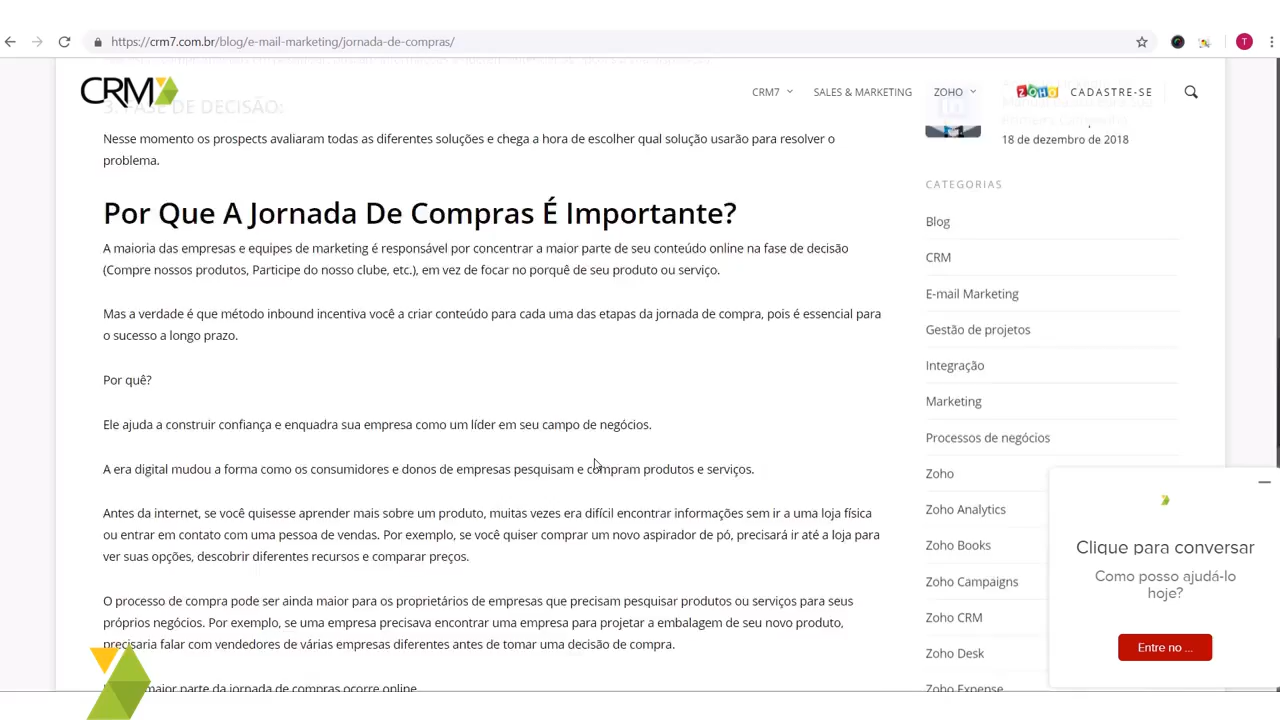 https://crm7.com.br/blog/e-mail-marketing/jornada-de-compras/
T
CRM7
CRM7
SALES & MARKETING
ZOHO
ZOHO
CADASTRE-SE
3. FASE DE DECISÃO:
Nesse momento os prospects avaliaram todas as diferentes soluções e chega a hora de escolher qual solução usarão para resolver o
problema.
Por Que A Jornada De Compras É Importante?
A maioria das empresas e equipes de marketing é responsável por concentrar a maior parte de seu conteúdo online na fase de decisão
(Compre nossos produtos, Participe do nosso clube, etc.), em vez de focar no porquê de seu produto ou serviço.
Mas a verdade é que método inbound incentiva você a criar conteúdo para cada uma das etapas da jornada de compra, pois é essencial para
o sucesso a longo prazo.
Por quê?
Ele ajuda a construir confiança e enquadra sua empresa como um líder em seu campo de negócios.
A era digital mudou a forma como os consumidores e donos de empresas pesquisam e compram produtos e serviços.
Antes da internet, se você quisesse aprender mais sobre um produto, muitas vezes era difícil encontrar informações sem ir a uma loja física
ou entrar em contato com uma pessoa de vendas. Por exemplo, se você quiser comprar um novo aspirador de pó, precisará ir até a loja para
ver suas opções, descobrir diferentes recursos e comparar preços.
O processo de compra pode ser ainda maior para os proprietários de empresas que precisam pesquisar produtos ou serviços para seus
próprios negócios. Por exemplo, se uma empresa precisava encontrar uma empresa para projetar a embalagem de seu novo produto,
precisaria falar com vendedores de várias empresas diferentes antes de tomar uma decisão de compra.
maior parte da jornada de compras ocorre online
18 de dezembro de 2018
CATEGORIAS
Blog
CRM
E-mail Marketing
Gestão de projetos
Integração
Marketing
Processos de negócios
Zoho
Zoho Analytics
Zoho Books
Zoho Campaigns
Zoho CRM
Zoho Desk
Zoho Expense
Clique para conversar
Como posso ajudá-lo
hoje?
Entre no ...